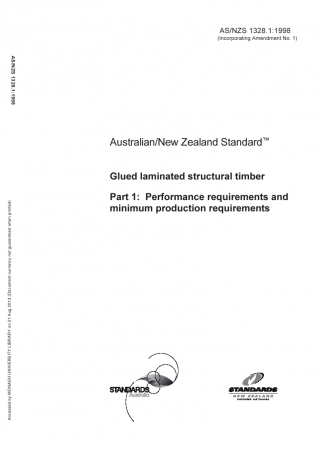 AS/NZS 1328.1:1998
(Incorporating Amendment No. 1)
AS/NZS 1328.1:1998
Australian/New Zealand Standard™
Glued laminated structural timber
Part 1: Performance requirements and
minimum production requirements
Accessed by MONASH UNIVERSITY LIBRARY on 21 Aug 2013 (Document currency not guaranteed when printed)
STANDARDS
Australia
STANDARDS
NEW ZEALAND